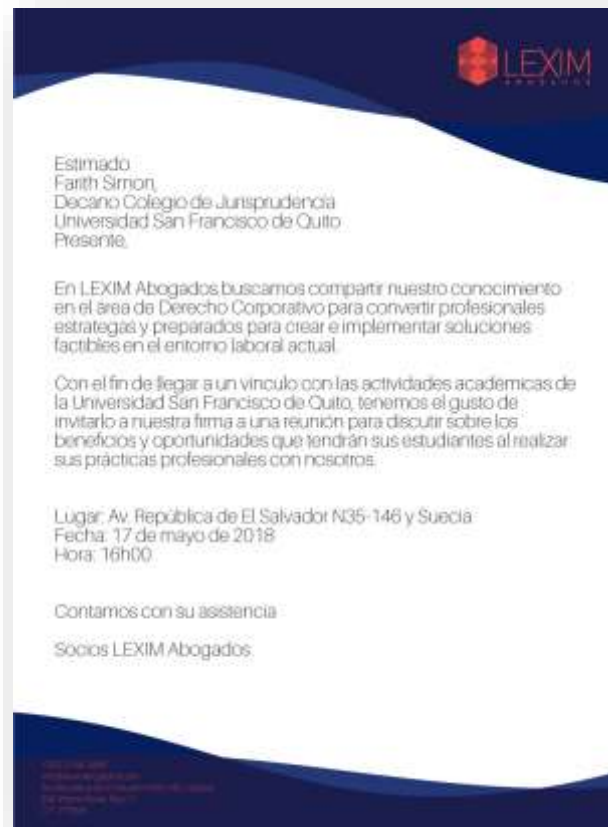 LEXIM
ABOGADOS
Estimado
Farith Simon,
Decano Colegio de Jurisprudencia
Universidad San Francisco de Quito
Presente,
En LEXIM Abogados buscamos compartir nuestro conocimiento
en el área de Derecho Corporativo para convertir profesionales
estrategas y preparados para crear e implementar soluciones
factibles en el entorno laboral actual.
Con el fin de llegar a un vínculo con las actividades académicas de
la Universidad San Francisco de Quito, tenemos el gusto de
invitarlo a nuestra firma a una reunión para discutir sobre los
beneficios y oportunidades que tendrán sus estudiantes al realizar
sus prácticas profesionales con nosotros.
Lugar: Av. República de El Salvador N35-146 y Suecia
Fecha: 17 de mayo de 2018
Hora: 16h00
Contamos con su asistencia
Socios LEXIM Abogados